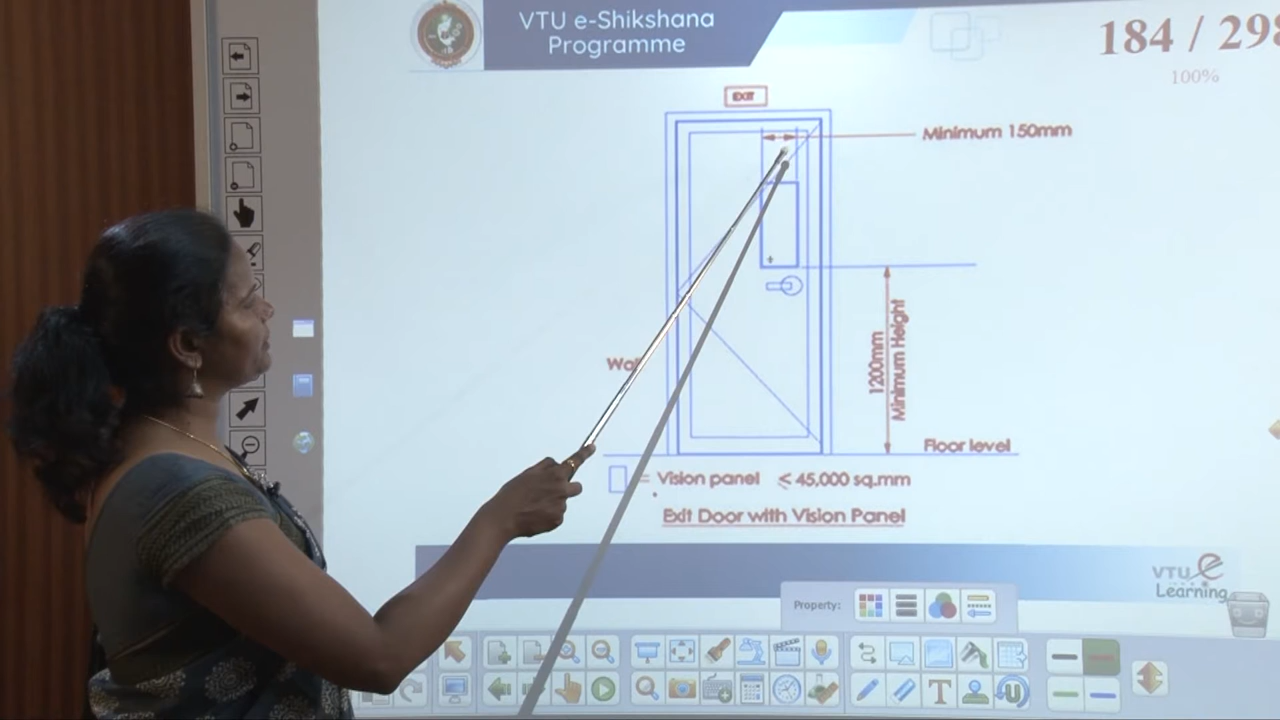 VTU e-Shikshana
Programme
184 / 298
100%
EXIT
Minimum 150mm
1200mm
Minimum Height
Floor level
= Vision panel ≤ 45,000 sq.mm
Exit Door with Vision Panel
VTU e
Learning
Property: